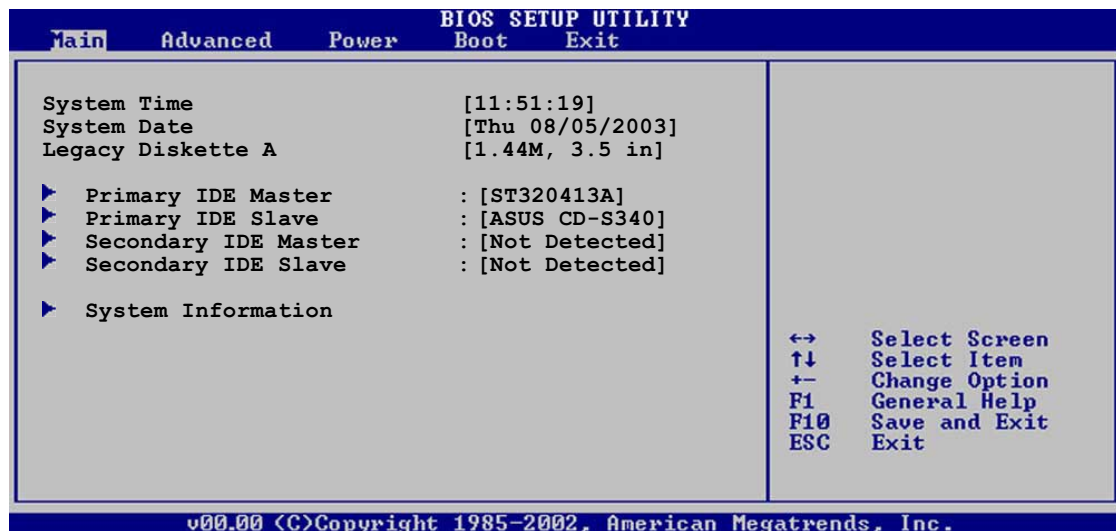 BIOS SETUP UTILITY
Main Advanced Power Boot Exit
System Time [11:51:19]
System Date [Thu 08/05/2003]
Legacy Diskette A [1.44M, 3.5 in]
Primary IDE Master : [ST320413A]
Primary IDE Slave : [ASUS CD-S340]
Secondary IDE Master : [Not Detected]
Secondary IDE Slave : [Not Detected]
System Information
←→ Select Screen
↑↓ Select Item
+- Change Option
F1 General Help
F10 Save and Exit
ESC Exit
v00.00 (C)Copyright 1985-2002, American Megatrends, Inc.